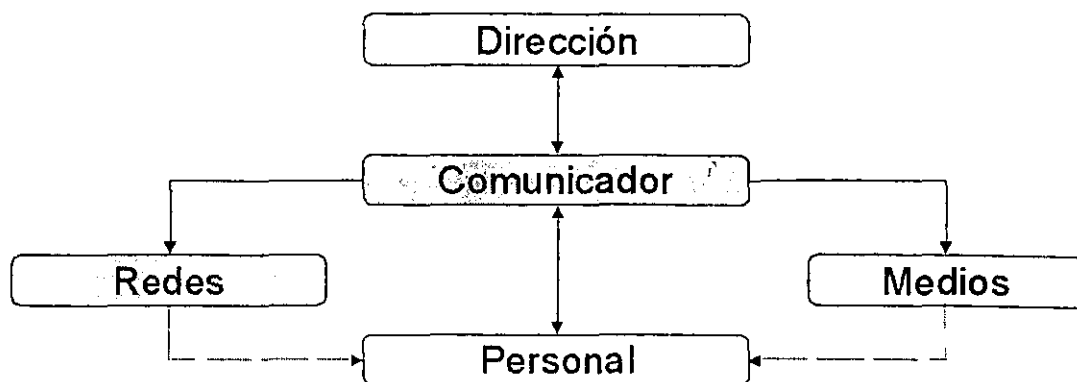 Dirección
Comunicador
Redes
Medios
Personal